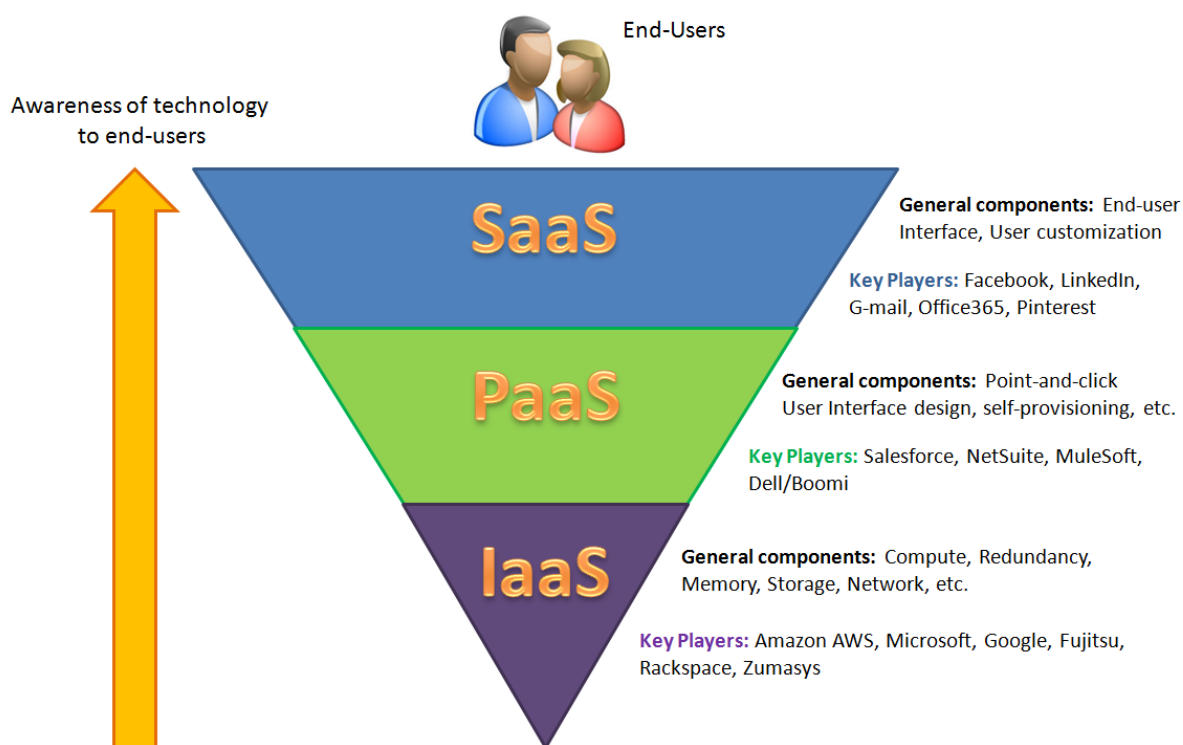 End-Users
Awareness of technology
to end-users
SaaS
General components: End-user
Interface, User customization
Key Players: Facebook, LinkedIn,
G-mail, Office365, Pinterest
PaaS
General components: Point-and-click
User Interface design, self-provisioning, etc.
Key Players: Salesforce, NetSuite, MuleSoft,
Dell/Boomi
IaaS
General components: Compute, Redundancy,
Memory, Storage, Network, etc.
Key Players: Amazon AWS, Microsoft, Google, Fujitsu,
Rackspace, Zumasys